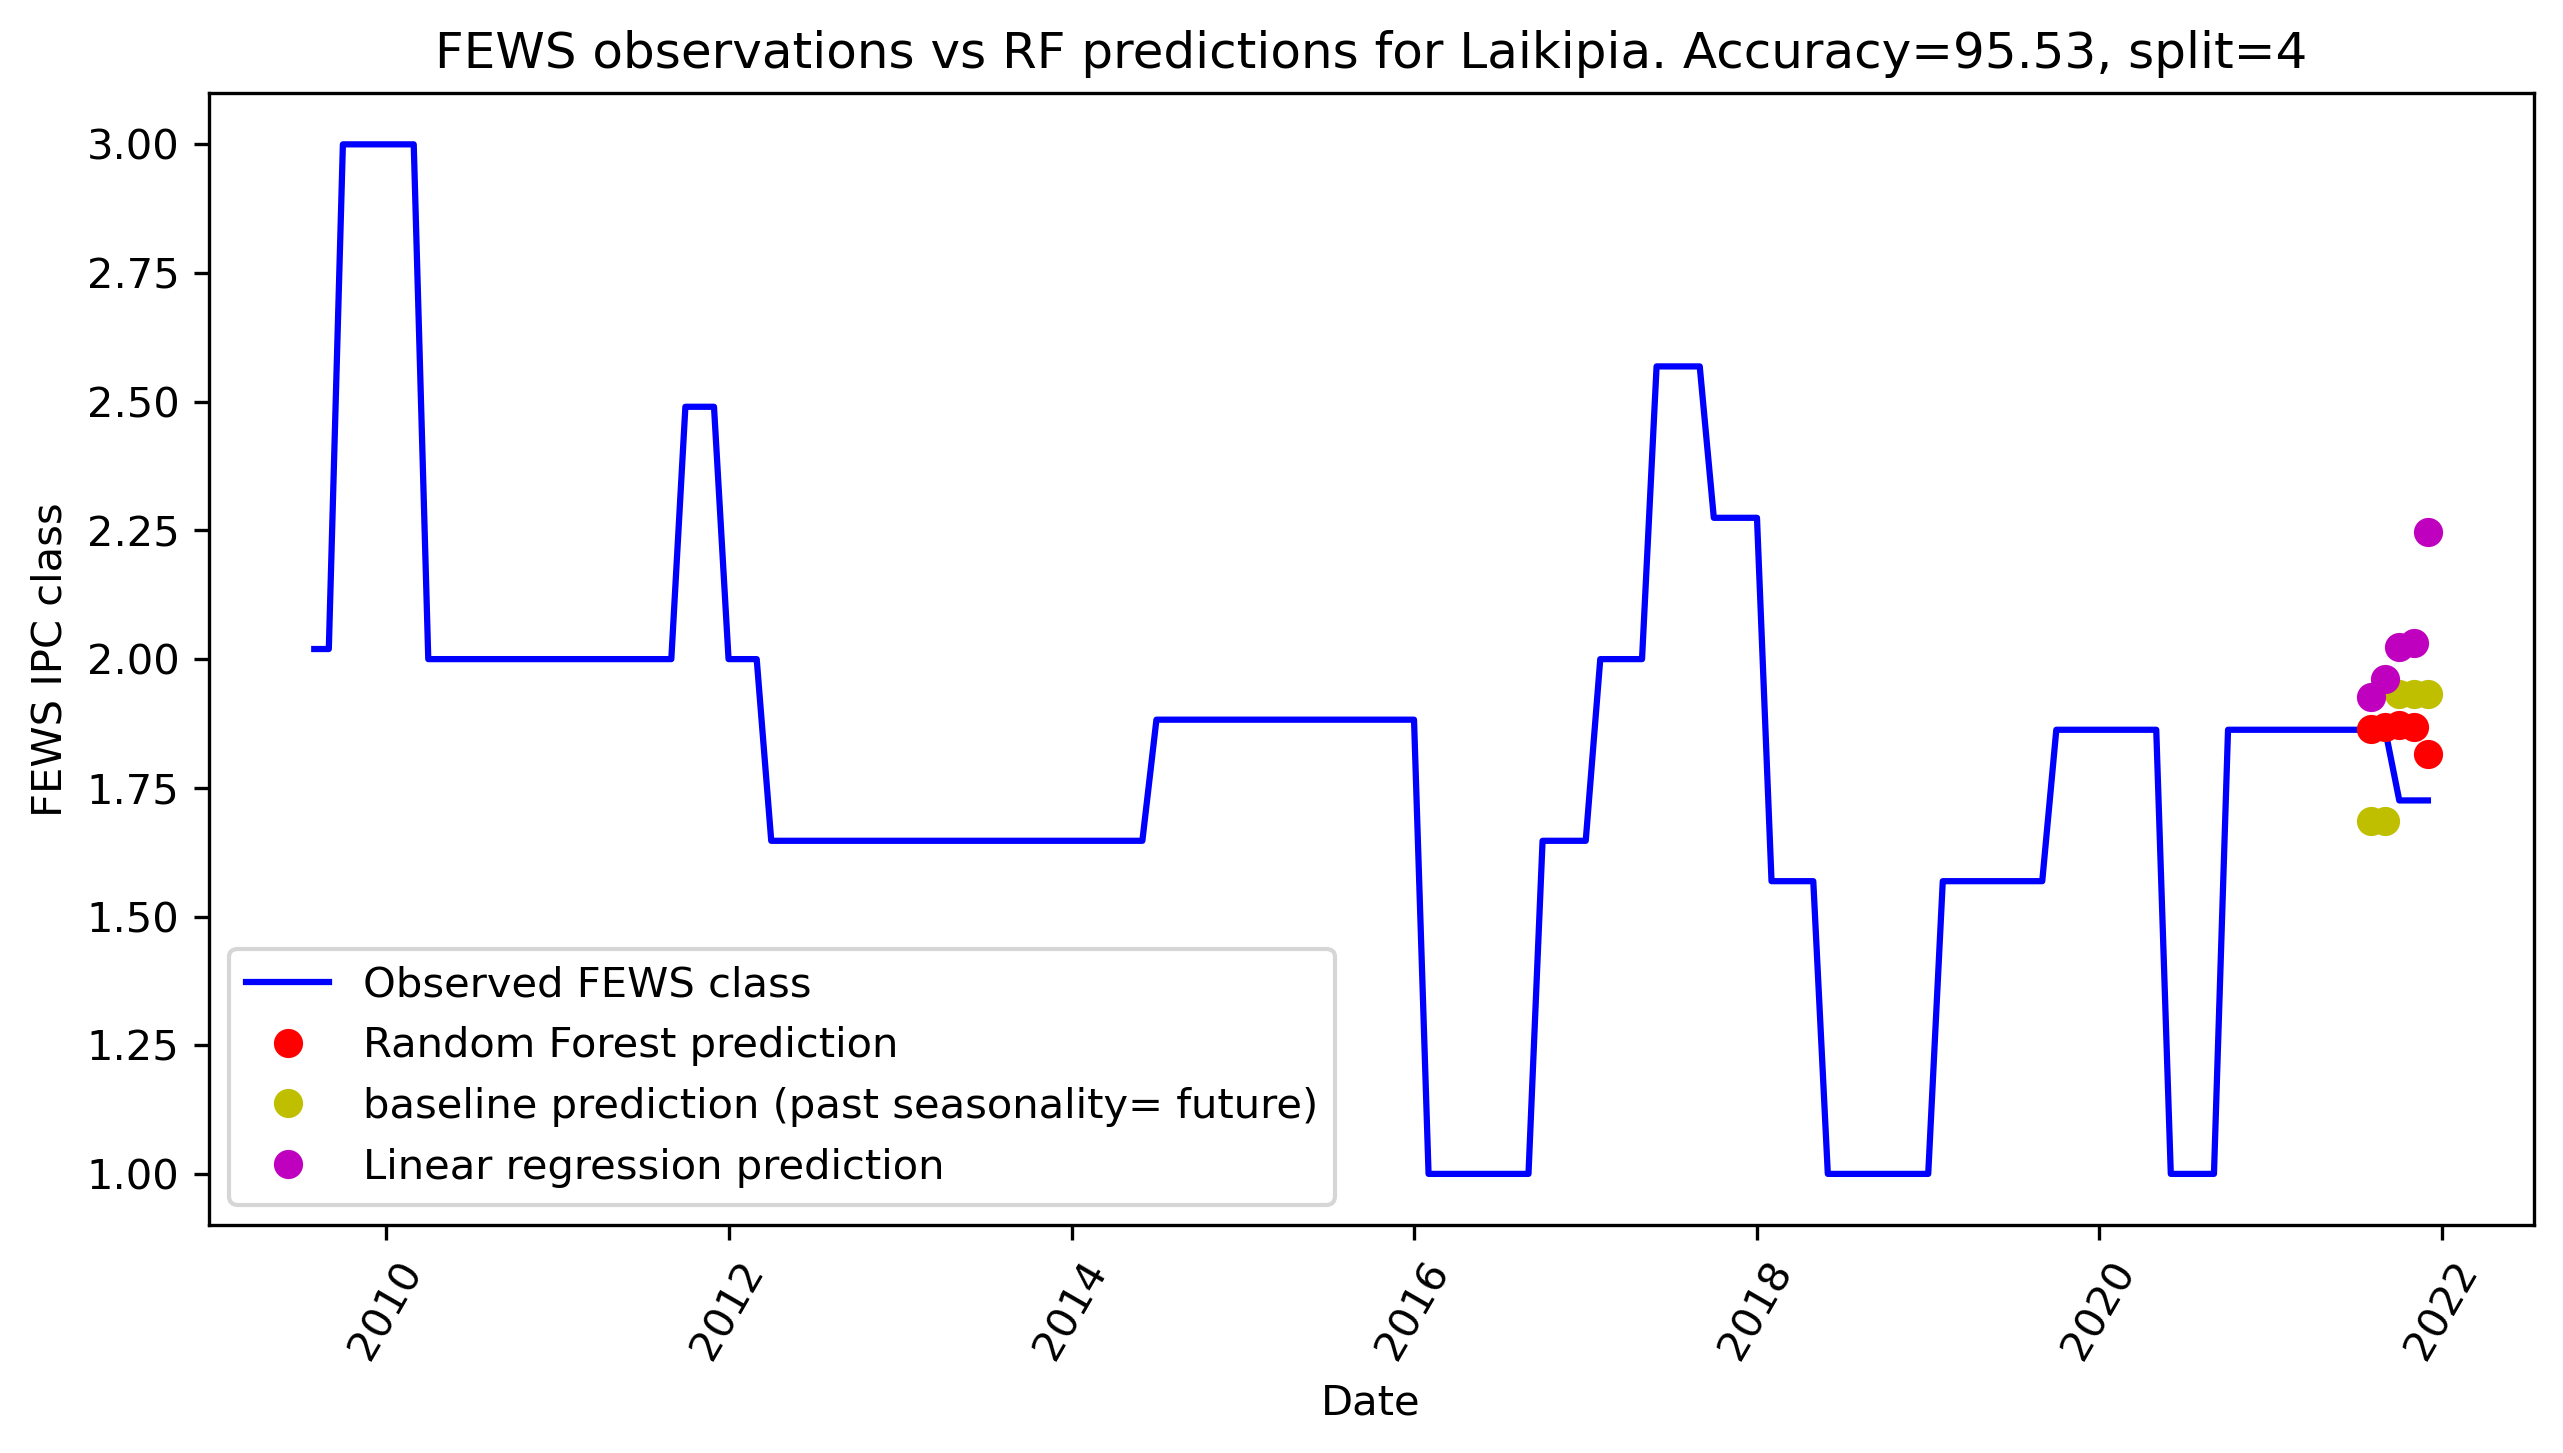 FEWS observations vs RF predictions for Laikipia. Accuracy=95.53, split=4
FEWS IPC class
3.00
2.75
2.50
2.25
2.00
1.75
1.50
1.25
1.00
Observed FEWS class
Random Forest prediction
baseline prediction (past seasonality= future)
Linear regression prediction
2010
2012
2014
2016
2018
2020
2022
Date